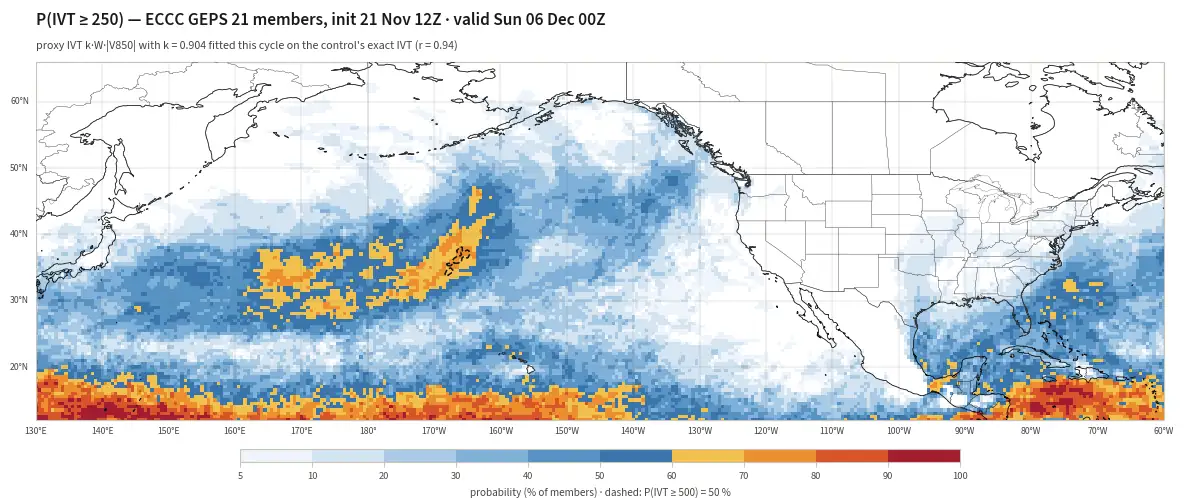 P(IVT ≥ 250) — ECCC GEPS 21 members, init 21 Nov 12Z · valid Sun 06 Dec 00Z
proxy IVT k·W·|V850| with k = 0.904 fitted this cycle on the control's exact IVT (r = 0.94)
60°N
50°N
40°N
30°N
20°N
130°E 140°E 150°E 160°E 170°E 180° 170°W 160°W 150°W 140°W 130°W 120°W 110°W 100°W 90°W 80°W 70°W 60°W
5 10 20 30 40 50 60 70 80 90 100
probability (% of members) · dashed: P(IVT ≥ 500) = 50 %